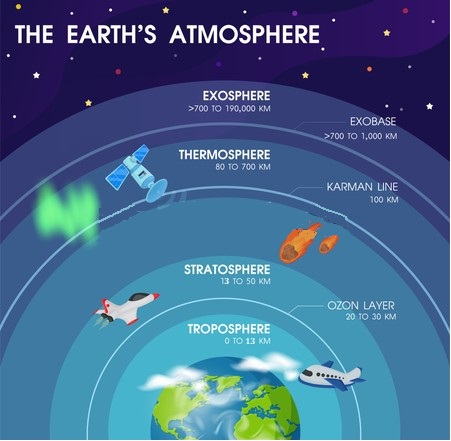 THE EARTH'S ATMOSPHERE
EXOSPHERE
>700 TO 190,000 KM
EXOBASE
>700 TO 1,000 KM
THERMOSPHERE
80 TO 700 KM
KARMAN LINE
100 KM
STRATOSPHERE
13 TO 50 KM
OZON LAYER
20 TO 30 KM
TROPOSPHERE
0 TO 13 KM